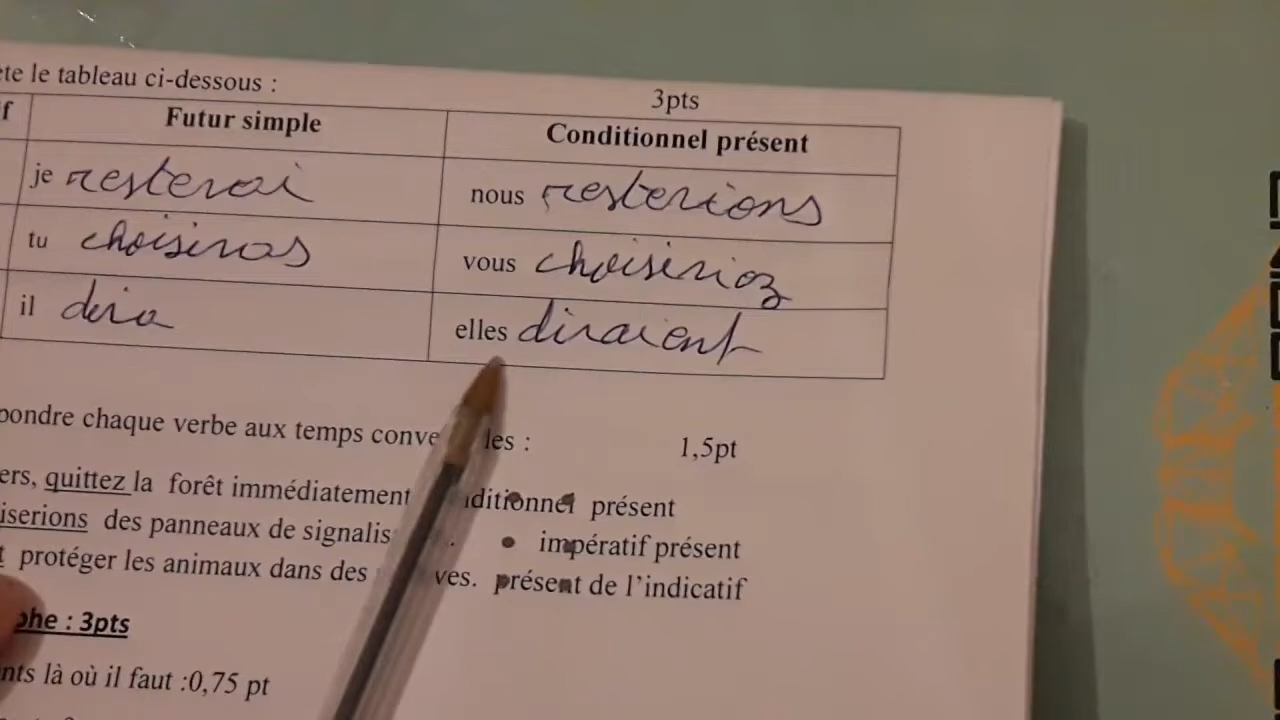 ète le tableau ci-dessous : 3pts
f Futur simple Conditionnel présent
je resterai nous resterions
tu choisiras vous choisiriez
il dira elles diraient
pondre chaque verbe aux temps conve les : 1,5pt
ers, quittez la forêt immédiatement nditionnel présent
iserions des panneaux de signalis . • impératif présent
t protéger les animaux dans des ves. présent de l'indicatif
phe : 3pts
nts là où il faut :0,75 pt